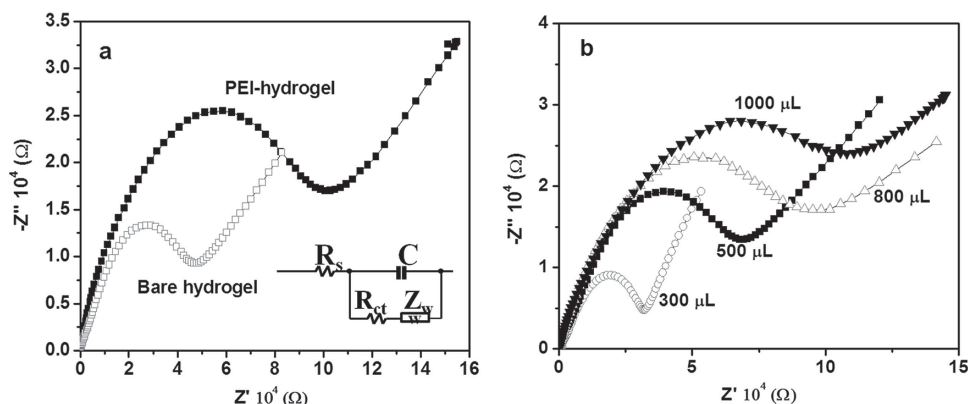 a
3.5
3.0
2.5
2.0
1.5
1.0
0.5
0.0
-Z'' 10⁴ (Ω)
PEI-hydrogel
Bare hydrogel
Rs
C
Rct
Zw
w
0 2 4 6 8 10 12 14 16
Z' 10⁴ (Ω)
b
4
3
2
1
0
-Z'' 10⁴ (Ω)
1000 μL
800 μL
500 μL
300 μL
0 5 10 15
Z' 10⁴ (Ω)